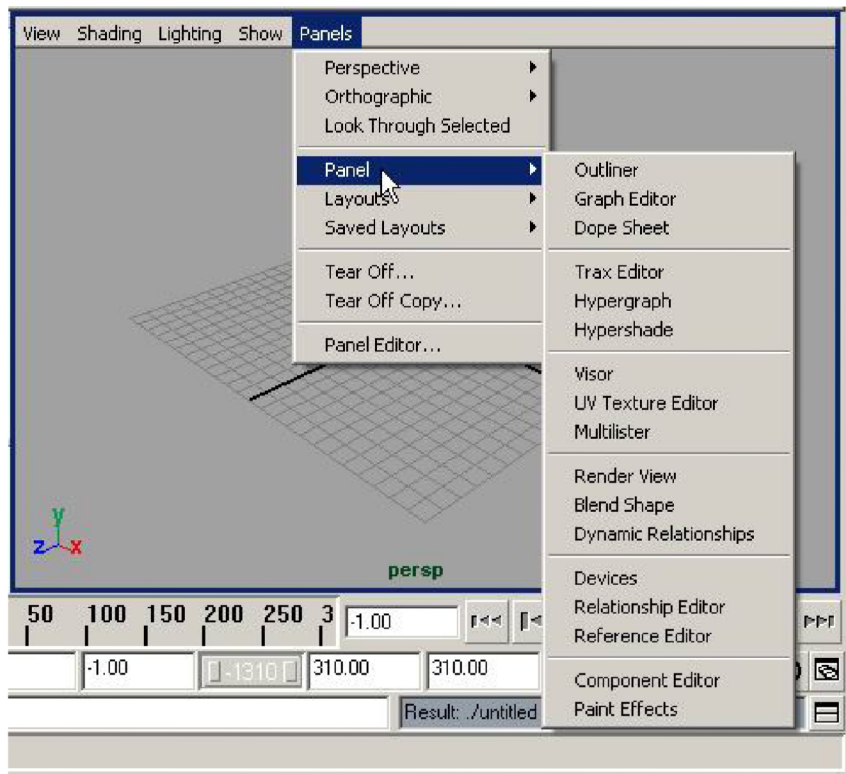 View Shading Lighting Show Panels
Perspective
Orthographic
Look Through Selected
Panel
Layouts
Saved Layouts
Tear Off...
Tear Off Copy...
Panel Editor...
Outliner
Graph Editor
Dope Sheet
Trax Editor
Hypergraph
Hypershade
Visor
UV Texture Editor
Multilister
Render View
Blend Shape
Dynamic Relationships
Devices
Relationship Editor
Reference Editor
Component Editor
Paint Effects
y
z x
persp
50 100 150 200 250 3 -1.00
-1.00 -1310 310.00 310.00
Result: ./untitled